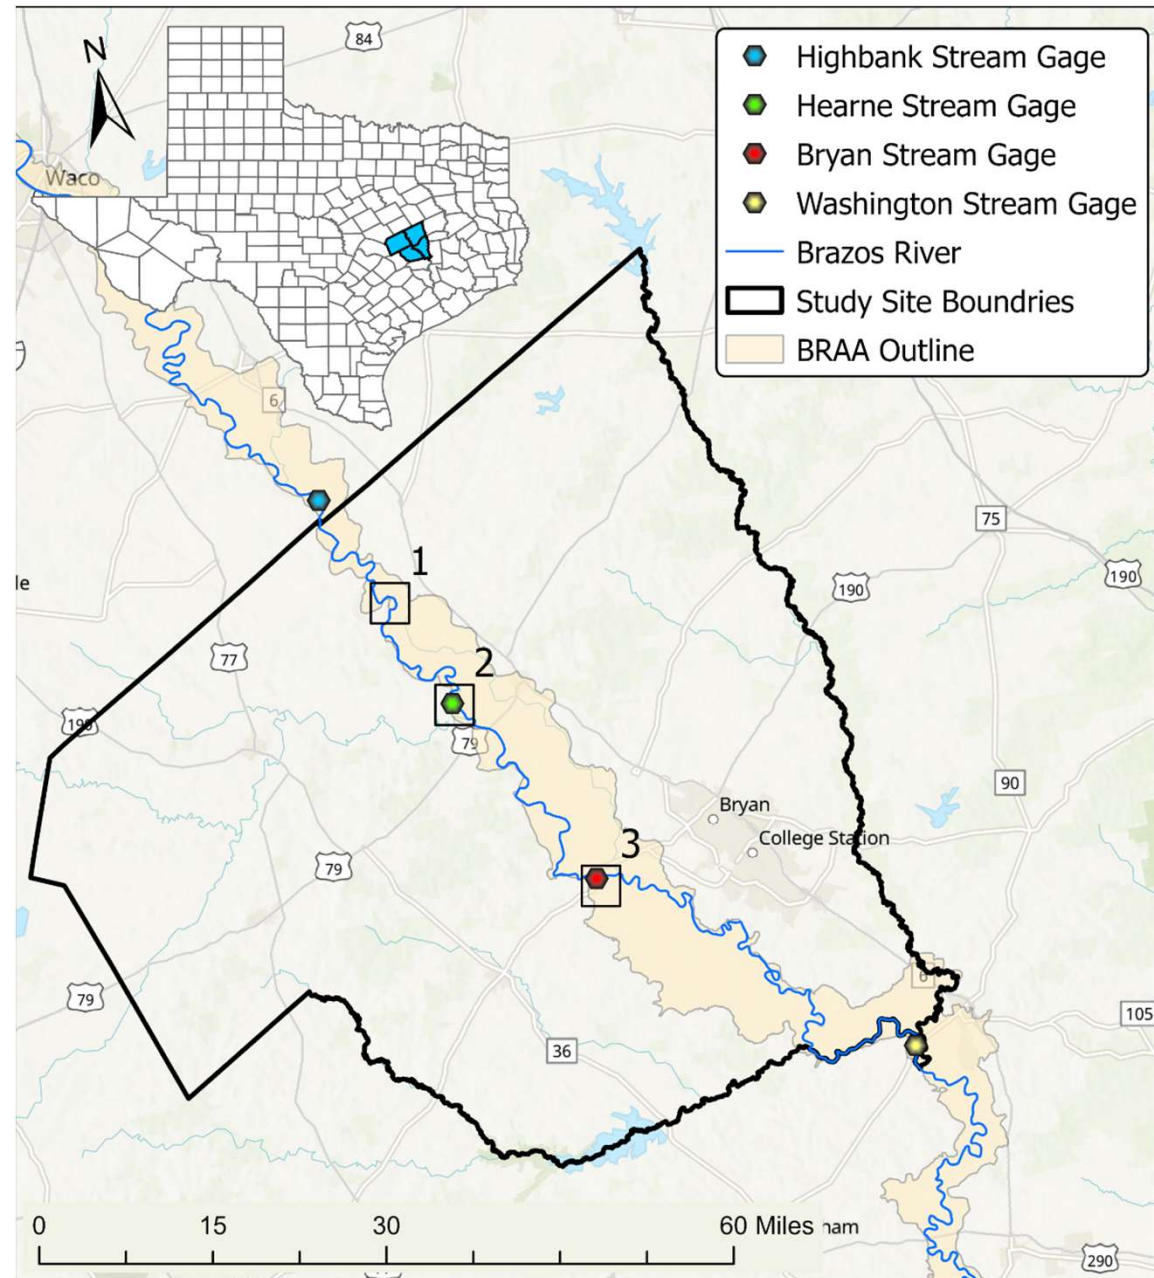 84
N
Waco
Highbank Stream Gage
Hearne Stream Gage
Bryan Stream Gage
Washington Stream Gage
Brazos River
Study Site Boundries
BRAA Outline
6
75
1
le
190
190
77
2
190
79
90
Bryan
College Station
3
79
6
79
105
36
0
15
30
60 Miles
ham
290